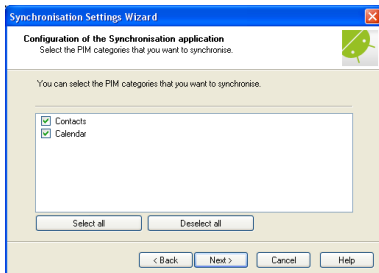 Synchronisation Settings Wizard
Configuration of the Synchronisation application
Select the PIM categories that you want to synchronise.
You can select the PIM categories that you want to synchronise.
Contacts
Calendar
Select all
Deselect all
< Back
Next >
Cancel
Help